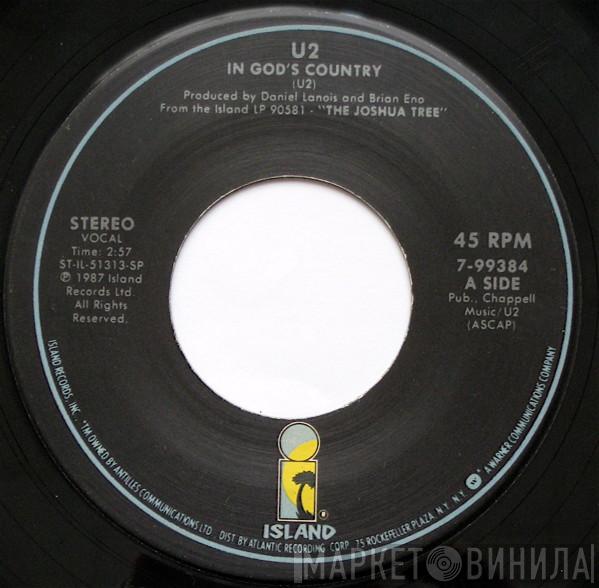 U2
IN GOD'S COUNTRY
(U2)
Produced by Daniel Lanois and Brian Eno
From the Island LP 90581 - "THE JOSHUA TREE"
STEREO
VOCAL
Time: 2:57
ST-IL-51313-SP
℗ 1987 Island
Records Ltd.
All Rights
Reserved.
45 RPM
7-99384
A SIDE
Pub., Chappell
Music/U2
(ASCAP)
i
®
ISLAND
ISLAND RECORDS, INC. *TM OWNED BY ANTILLES COMMUNICATIONS LTD. DIST BY ATLANTIC RECORDING CORP. 75 ROCKEFELLER PLAZA, N.Y. N.Y. W * A WARNER COMMUNICATIONS COMPANY
МАРКЕТ ВИНИЛА